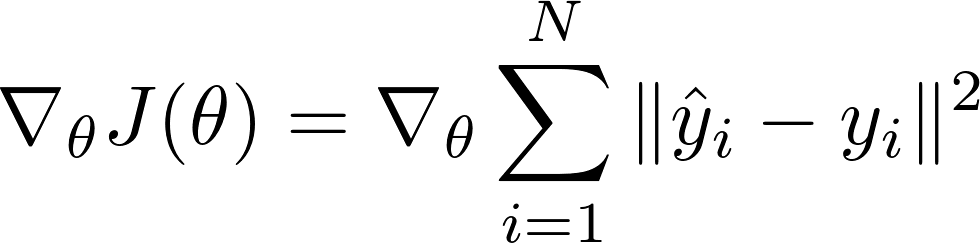 ∇_θ J(θ) = ∇_θ ∑_{i=1}^{N} ‖ŷ_i − y_i‖²